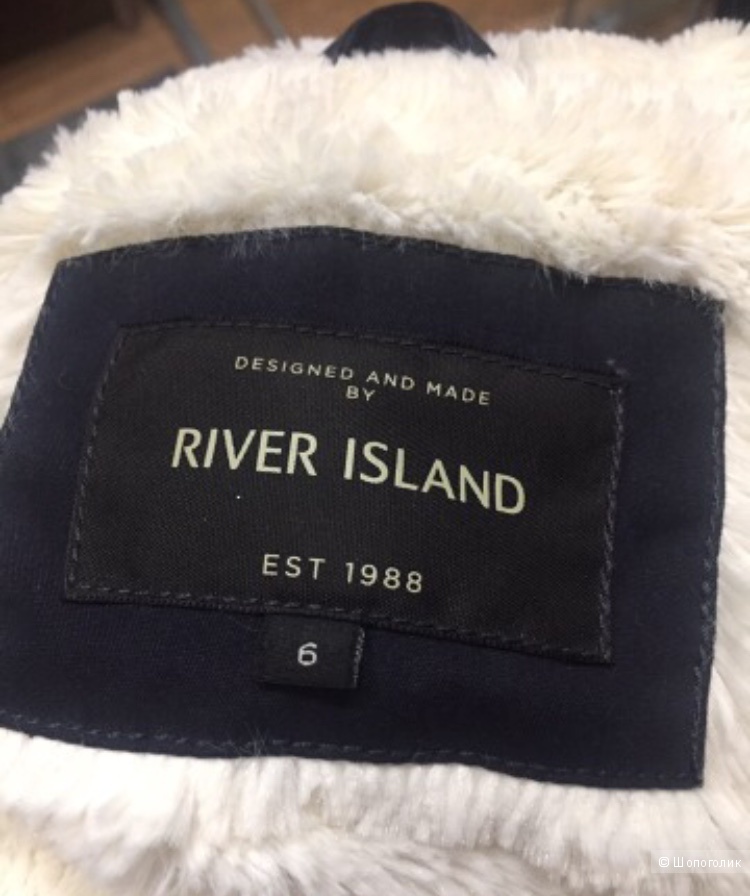 DESIGNED AND MADE
BY
RIVER ISLAND
EST 1988
6
© Шопоголик